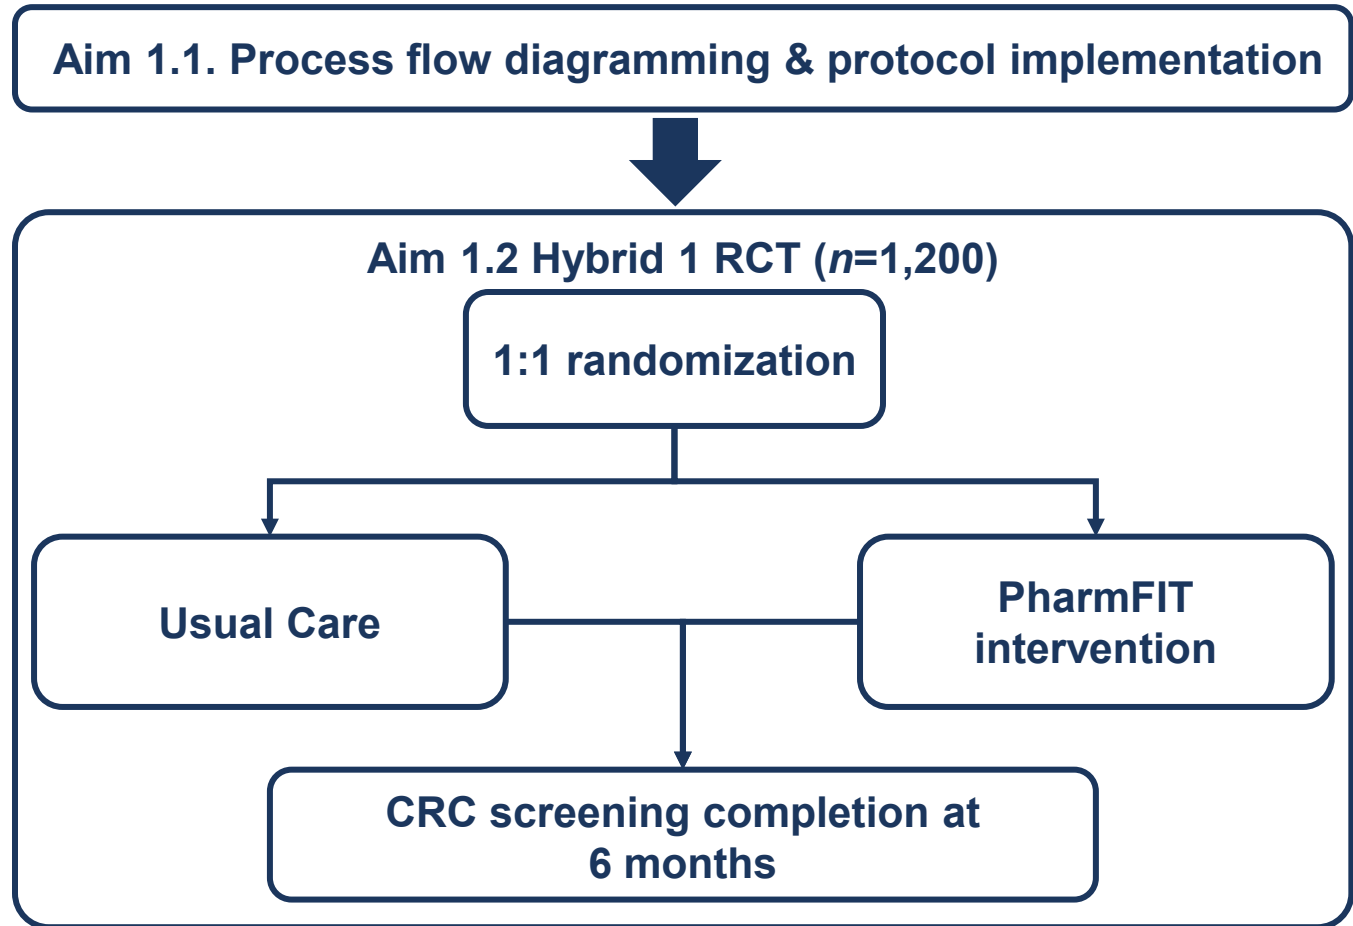 Aim 1.1. Process flow diagramming & protocol implementation
Aim 1.2 Hybrid 1 RCT (n=1,200)
1:1 randomization
Usual Care
PharmFIT
intervention
CRC screening completion at
6 months